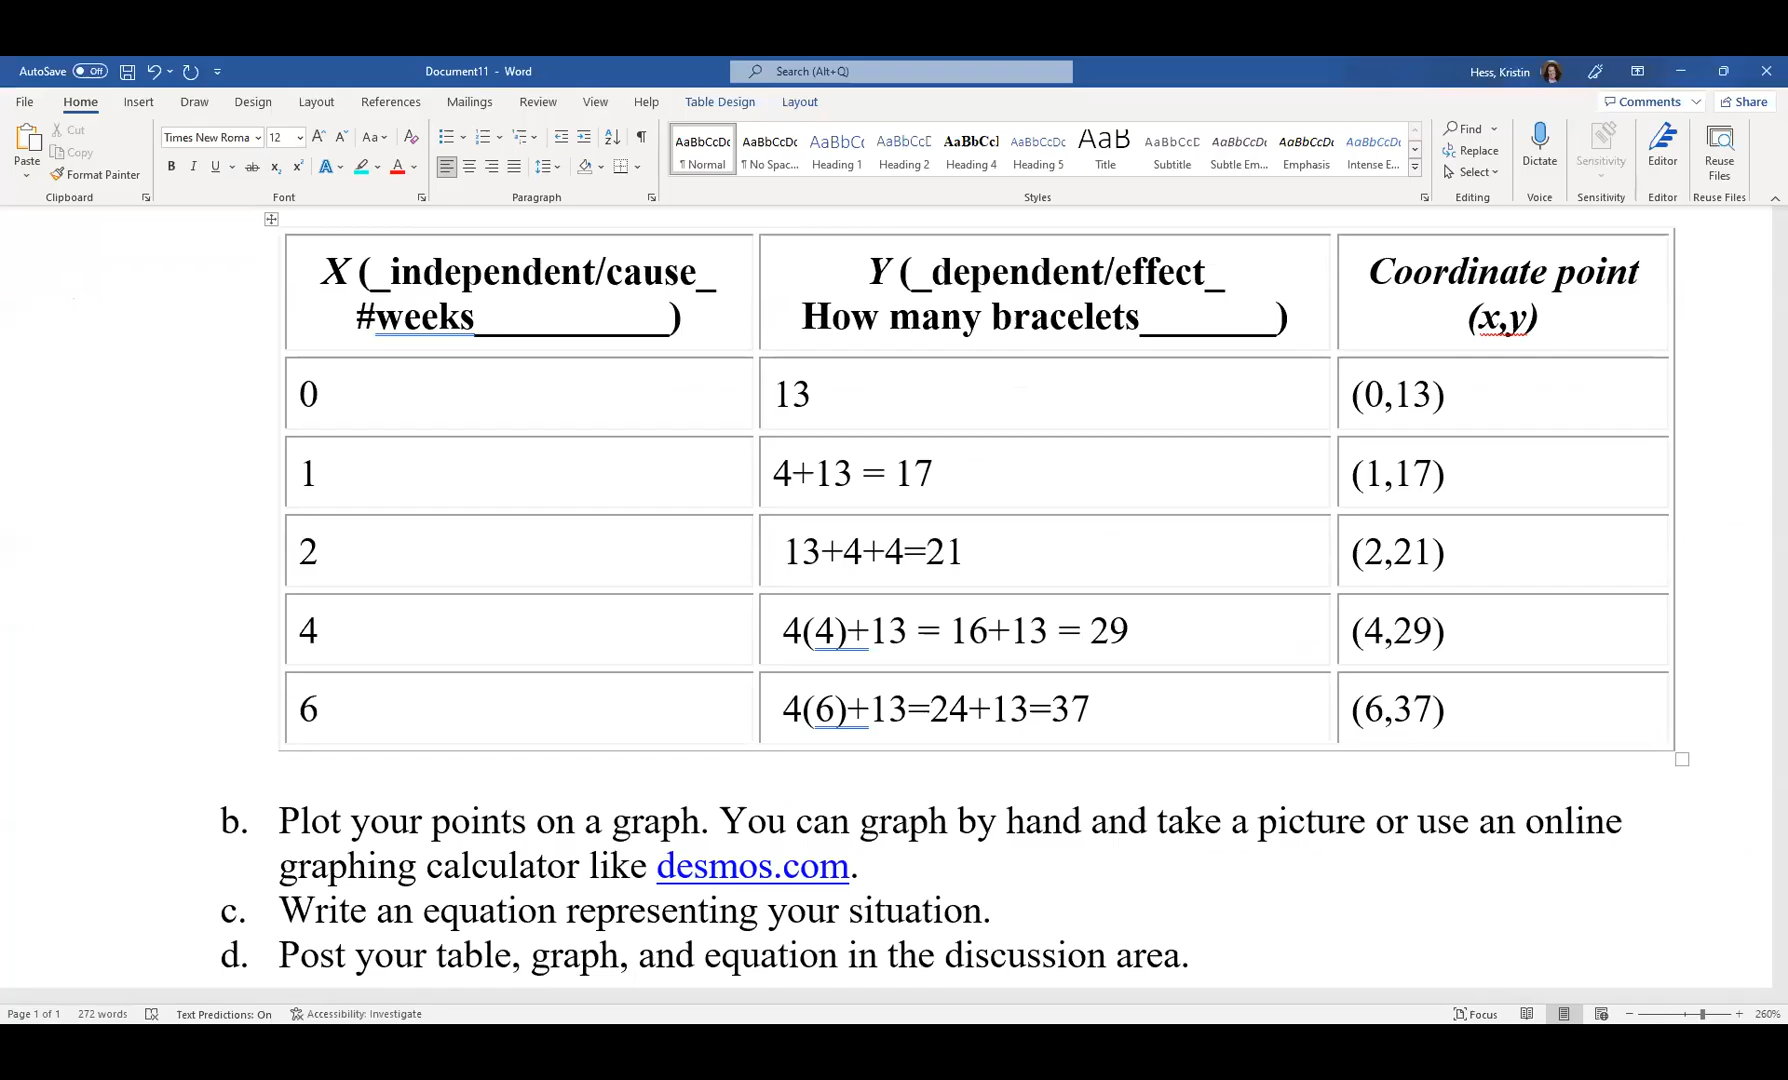 AutoSave Off Document11 - Word Search (Alt+Q) Hess, Kristin
File Home Insert Draw Design Layout References Mailings Review View Help Table Design Layout Comments Share
Paste Cut Copy Format Painter
Clipboard
Times New Roma 12 Aa
B I U ab x₂ x² A A
Font
Paragraph
AaBbCcDc AaBbCcDc AaBbC AaBbCcD AaBbCcI AaBbCcDc AaB AaBbCcD AaBbCcDc AaBbCcDc AaBbCcDc
¶ Normal ¶ No Spac... Heading 1 Heading 2 Heading 4 Heading 5 Title Subtitle Subtle Em... Emphasis Intense E...
Styles
Find Replace Select
Editing
Dictate
Voice
Sensitivity
Sensitivity
Editor
Editor
Reuse Files
Reuse Files
X (_independent/cause_
#weeks__________)
Y (_dependent/effect_
How many bracelets_______)
Coordinate point
(x,y)
0 13 (0,13)
1 4+13 = 17 (1,17)
2 13+4+4=21 (2,21)
4 4(4)+13 = 16+13 = 29 (4,29)
6 4(6)+13=24+13=37 (6,37)
b. Plot your points on a graph. You can graph by hand and take a picture or use an online
graphing calculator like desmos.com.
c. Write an equation representing your situation.
d. Post your table, graph, and equation in the discussion area.
Page 1 of 1 272 words Text Predictions: On Accessibility: Investigate Focus 260%